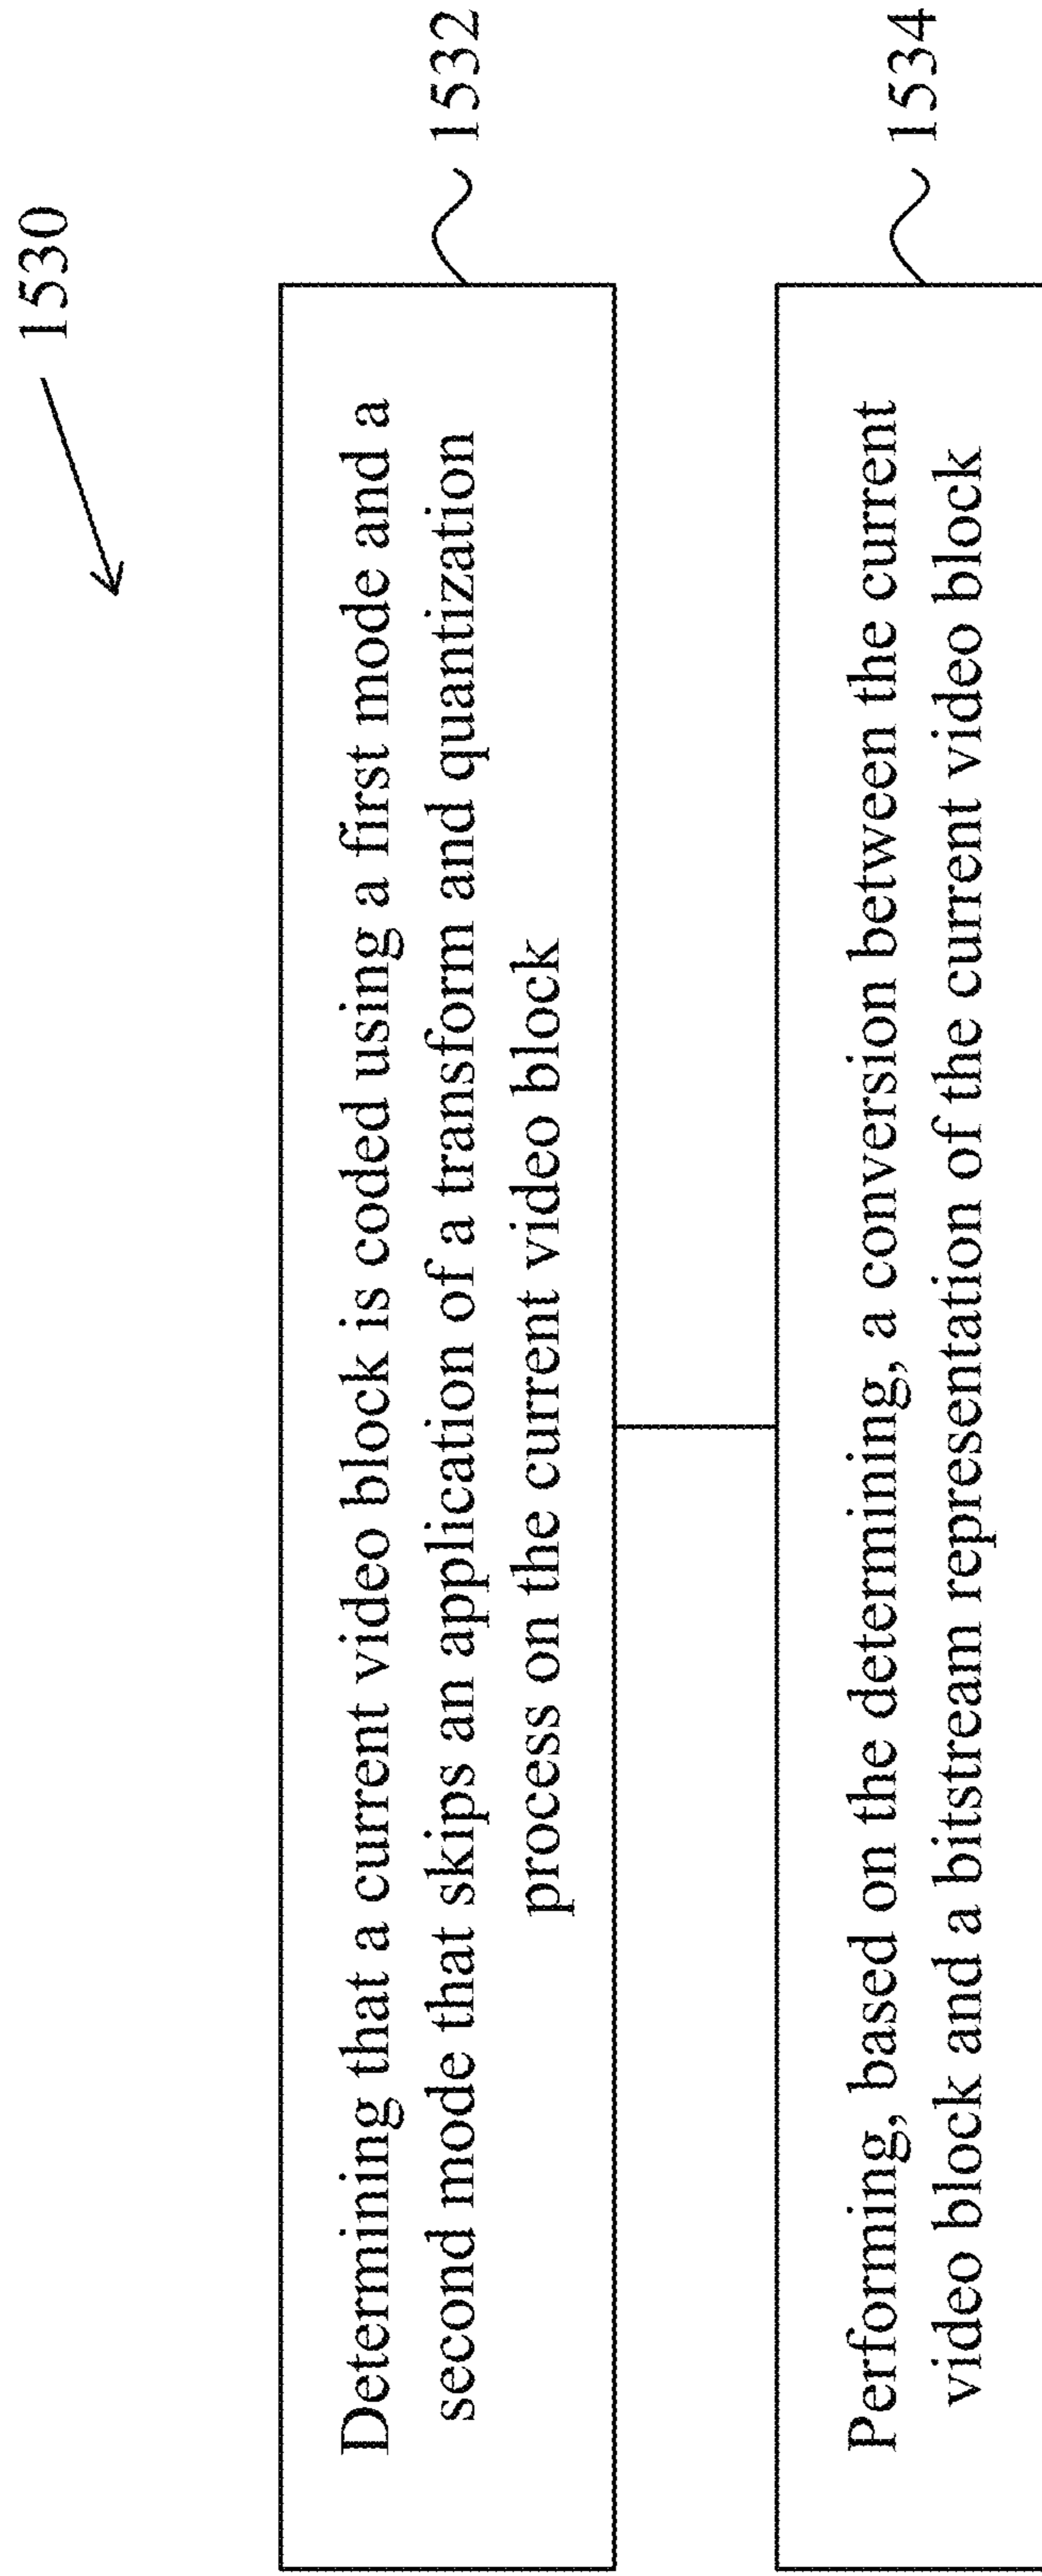 1530
Determining that a current video block is coded using a first mode and a
second mode that skips an application of a transform and quantization
process on the current video block
1532
Performing, based on the determining, a conversion between the current
video block and a bitstream representation of the current video block
1534